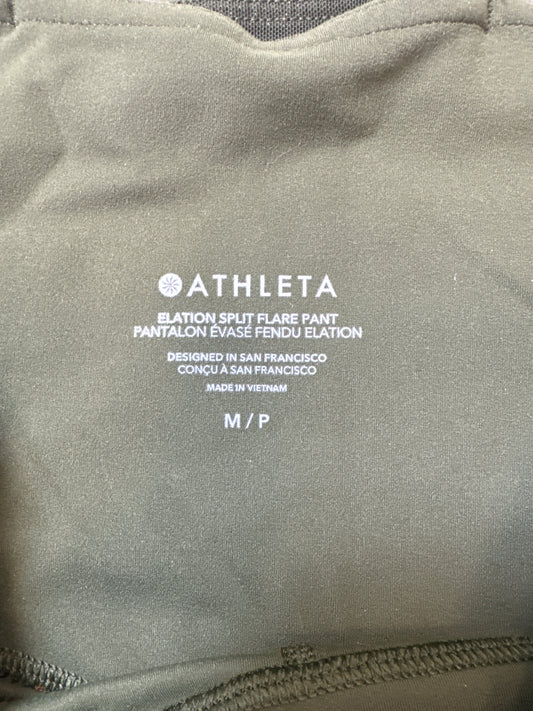 ATHLETA
ELATION SPLIT FLARE PANT
PANTALON ÉVASÉ FENDU ELATION
DESIGNED IN SAN FRANCISCO
CONÇU À SAN FRANCISCO
MADE IN VIETNAM
M / P